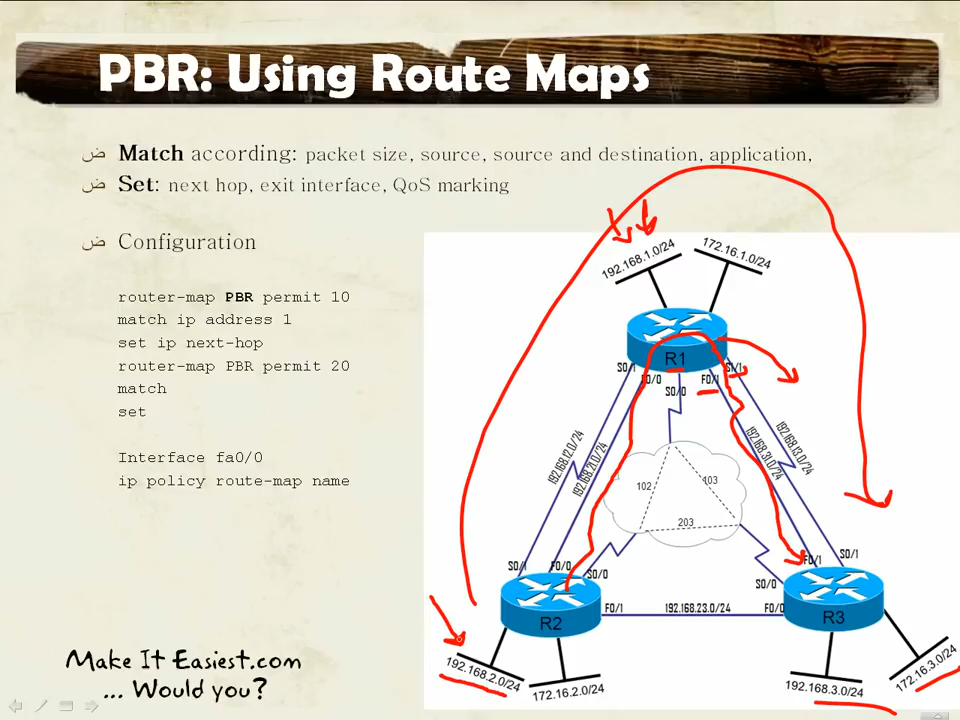 PBR: Using Route Maps
ض Match according: packet size, source, source and destination, application,
ض Set: next hop, exit interface, QoS marking
ض Configuration
router-map PBR permit 10
match ip address 1
set ip next-hop
router-map PBR permit 20
match
set
Interface fa0/0
ip policy route-map name
192.168.1.0/24
172.16.1.0/24
R1
S0/1
F0/0
S0/0
F0/1
S1/1
192.168.12.0/24
192.168.21.0/24
192.168.31.0/24
192.168.13.0/24
102
103
203
S0/1
F0/0
S0/0
F0/1
R2
192.168.23.0/24
F0/1
S0/1
S0/0
F0/0
R3
192.168.2.0/24
172.16.2.0/24
192.168.3.0/24
172.16.3.0/24
Make It Easiest.com
... Would you?